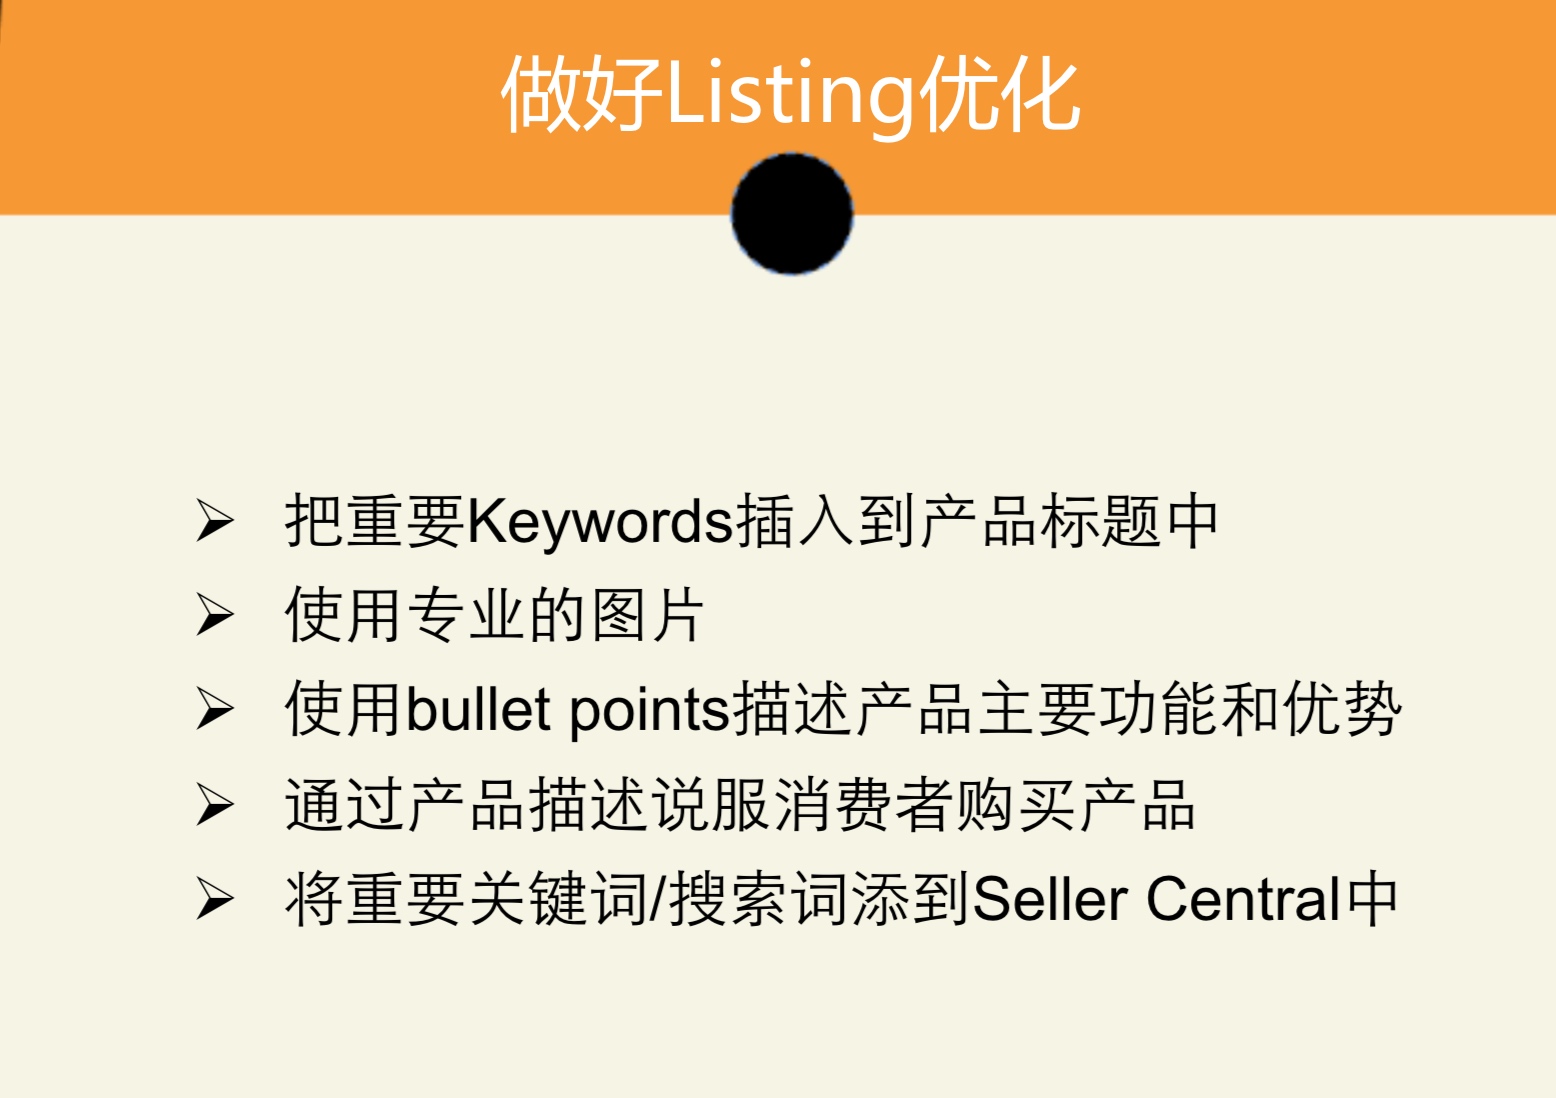 做好Listing优化
➢ 把重要Keywords插入到产品标题中
➢ 使用专业的图片
➢ 使用bullet points描述产品主要功能和优势
➢ 通过产品描述说服消费者购买产品
➢ 将重要关键词/搜索词添到Seller Central中